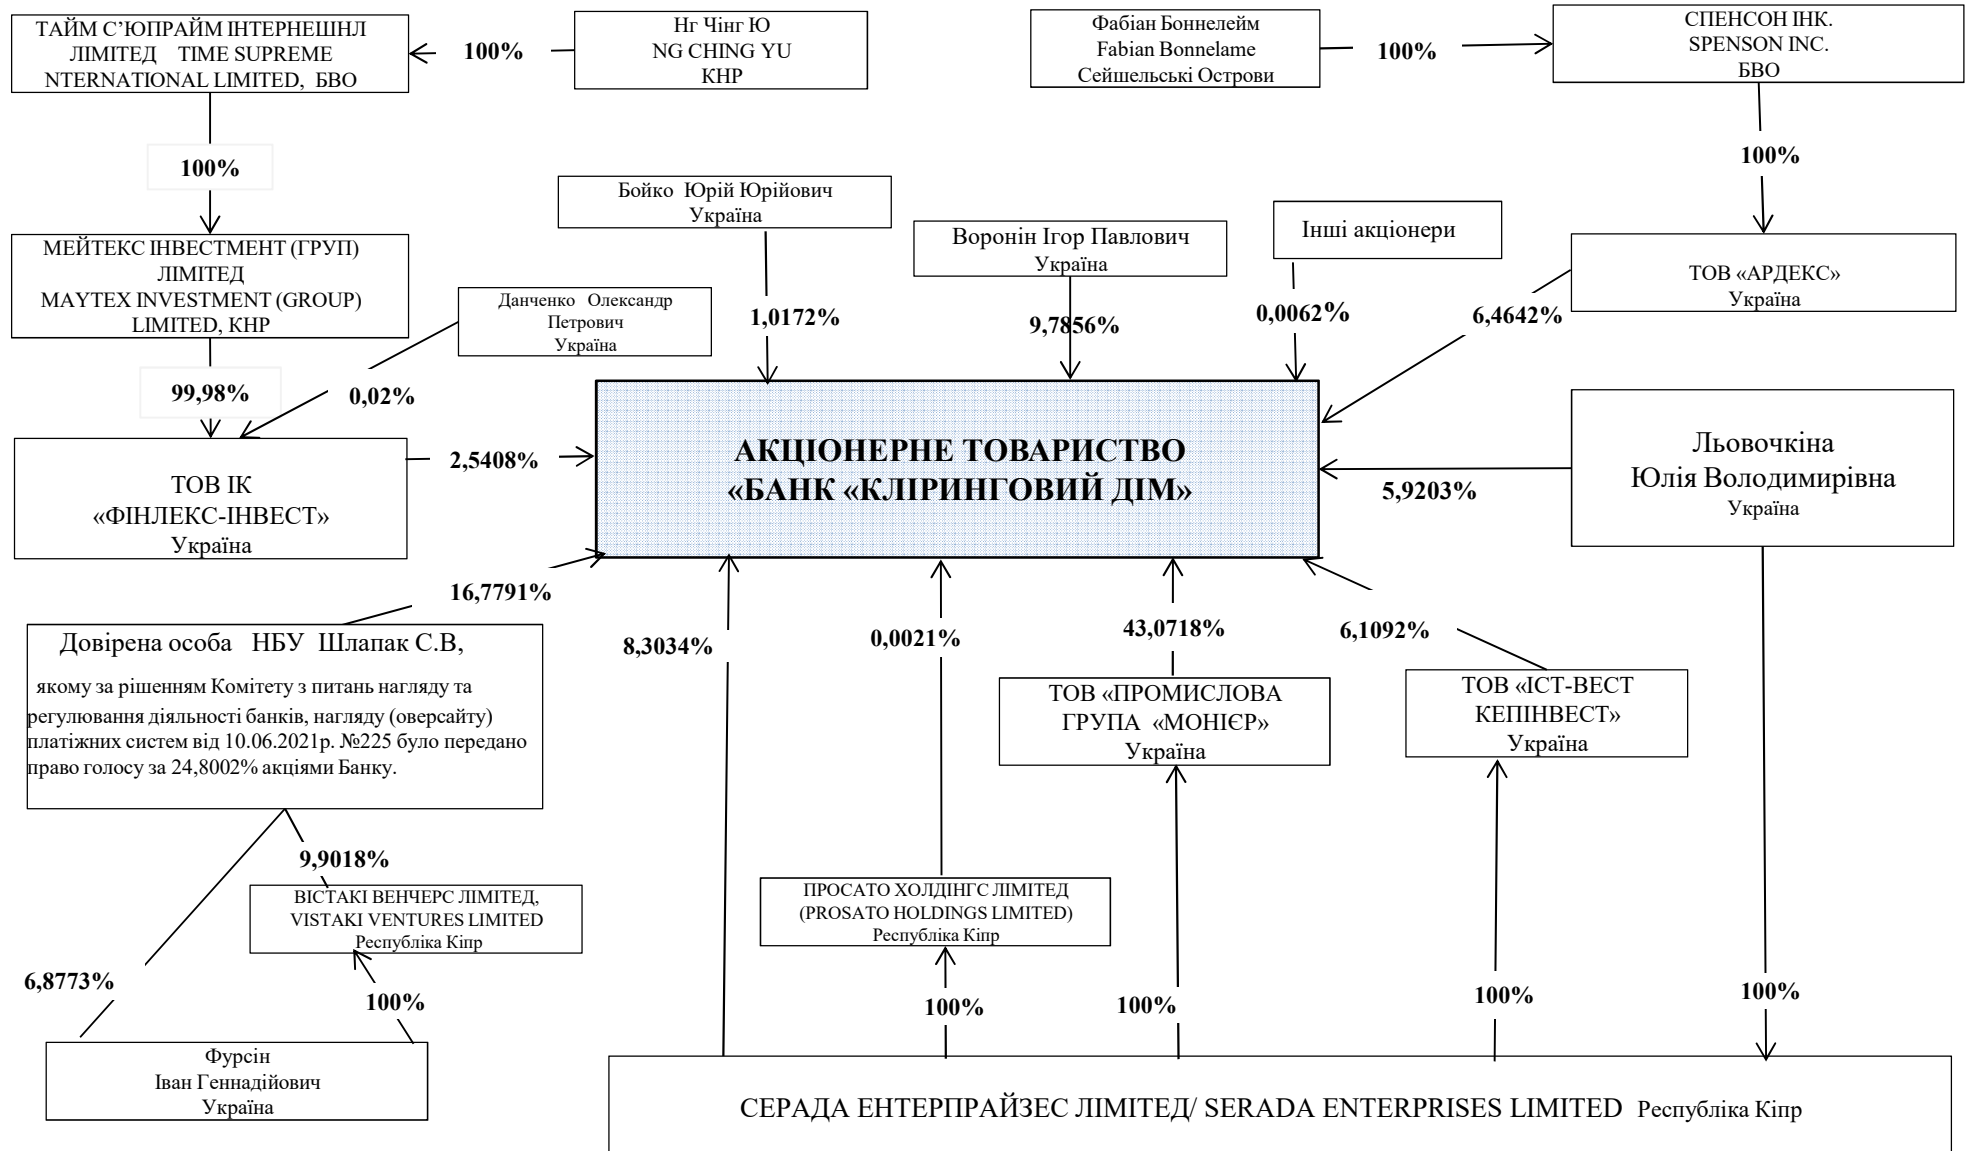 ТАЙМ С’ЮПРАЙМ ІНТЕРНЕШНЛ
ЛІМІТЕД TIME SUPREME
NTERNATIONAL LIMITED, БВО
100%
Нг Чінг Ю
NG CHING YU
КНР
Фабіан Боннелейм
Fabian Bonnelame
Сейшельські Острови
100%
СПЕНСОН ІНК.
SPENSON INC.
БВО
100%
100%
МЕЙТЕКС ІНВЕСТМЕНТ (ГРУП)
ЛІМІТЕД
MAYTEX INVESTMENT (GROUP)
LIMITED, КНР
Бойко Юрій Юрійович
Україна
Воронін Ігор Павлович
Україна
Інші акціонери
ТОВ «АРДЕКС»
Україна
Данченко Олександр
Петрович
Україна
1,0172%
9,7856%
0,0062%
6,4642%
99,98%
0,02%
ТОВ ІК
«ФІНЛЕКС-ІНВЕСТ»
Україна
2,5408%
АКЦІОНЕРНЕ ТОВАРИСТВО
«БАНК «КЛІРИНГОВИЙ ДІМ»
5,9203%
Льовочкіна
Юлія Володимирівна
Україна
16,7791%
8,3034%
0,0021%
43,0718%
6,1092%
Довірена особа НБУ Шлапак С.В,
якому за рішенням Комітету з питань нагляду та
регулювання діяльності банків, нагляду (оверсайту)
платіжних систем від 10.06.2021р. №225 було передано
право голосу за 24,8002% акціями Банку.
ТОВ «ПРОМИСЛОВА
ГРУПА «МОНІЄР»
Україна
ТОВ «ІСТ-ВЕСТ
КЕПІНВЕСТ»
Україна
9,9018%
ВІСТАКІ ВЕНЧЕРС ЛІМІТЕД,
VISTAKI VENTURES LIMITED
Республіка Кіпр
ПРОСАТО ХОЛДІНГС ЛІМІТЕД
(PROSATO HOLDINGS LIMITED)
Республіка Кіпр
6,8773%
100%
100%
100%
100%
100%
Фурсін
Іван Геннадійович
Україна
СЕРАДА ЕНТЕРПРАЙЗЕС ЛІМІТЕД/ SERADA ENTERPRISES LIMITED Республіка Кіпр